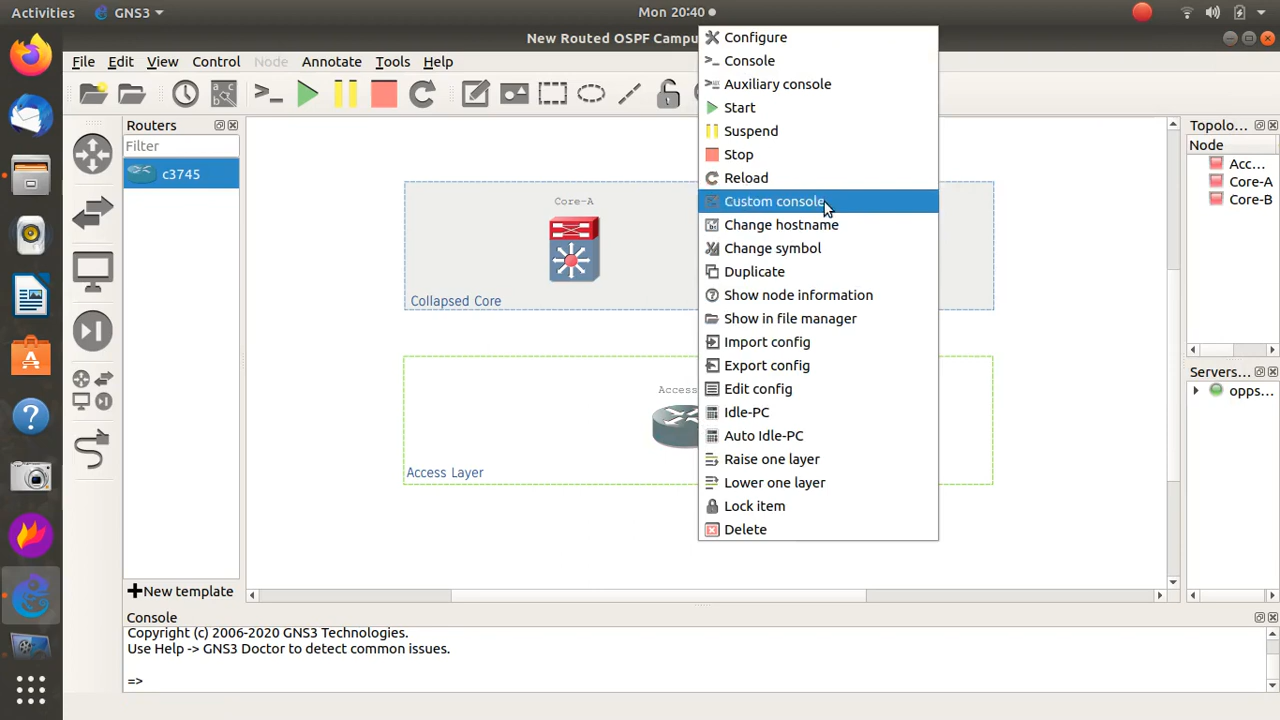 Activities
GNS3
Mon 20:40
New Routed OSPF Campu
File
Edit
View
Control
Node
Annotate
Tools
Help
Routers
Filter
c3745
New template
Core-A
Collapsed Core
Access
Access Layer
Configure
Console
Auxiliary console
Start
Suspend
Stop
Reload
Custom console
Change hostname
Change symbol
Duplicate
Show node information
Show in file manager
Import config
Export config
Edit config
Idle-PC
Auto Idle-PC
Raise one layer
Lower one layer
Lock item
Delete
Topolo...
Node
Acc...
Core-A
Core-B
Servers...
opps...
Console
Copyright (c) 2006-2020 GNS3 Technologies.
Use Help -> GNS3 Doctor to detect common issues.
=>